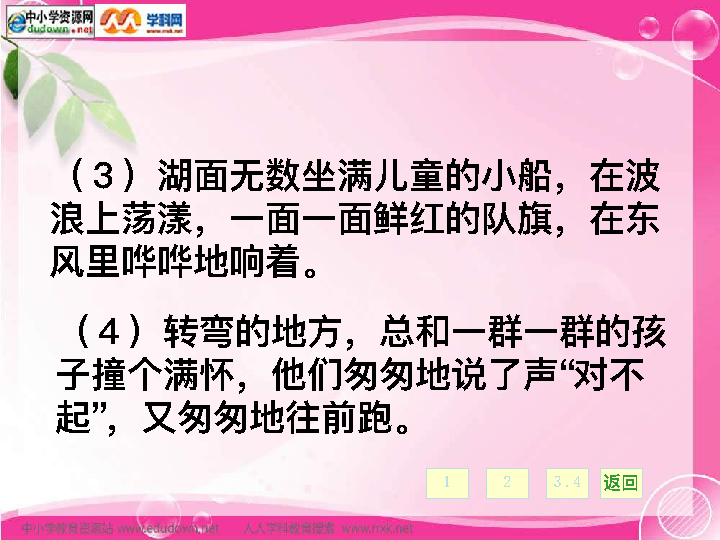 中小学资源网
dudown.net
学科网
www.nxk.net
（3）湖面无数坐满儿童的小船，在波
浪上荡漾，一面一面鲜红的队旗，在东
风里哗哗地响着。
（4）转弯的地方，总和一群一群的孩
子撞个满怀，他们匆匆地说了声“对不
起”，又匆匆地往前跑。
1 2 3.4 返回
中小学教育资源站 www.edudown.net 人人学科教育搜索 www.rrxk.net